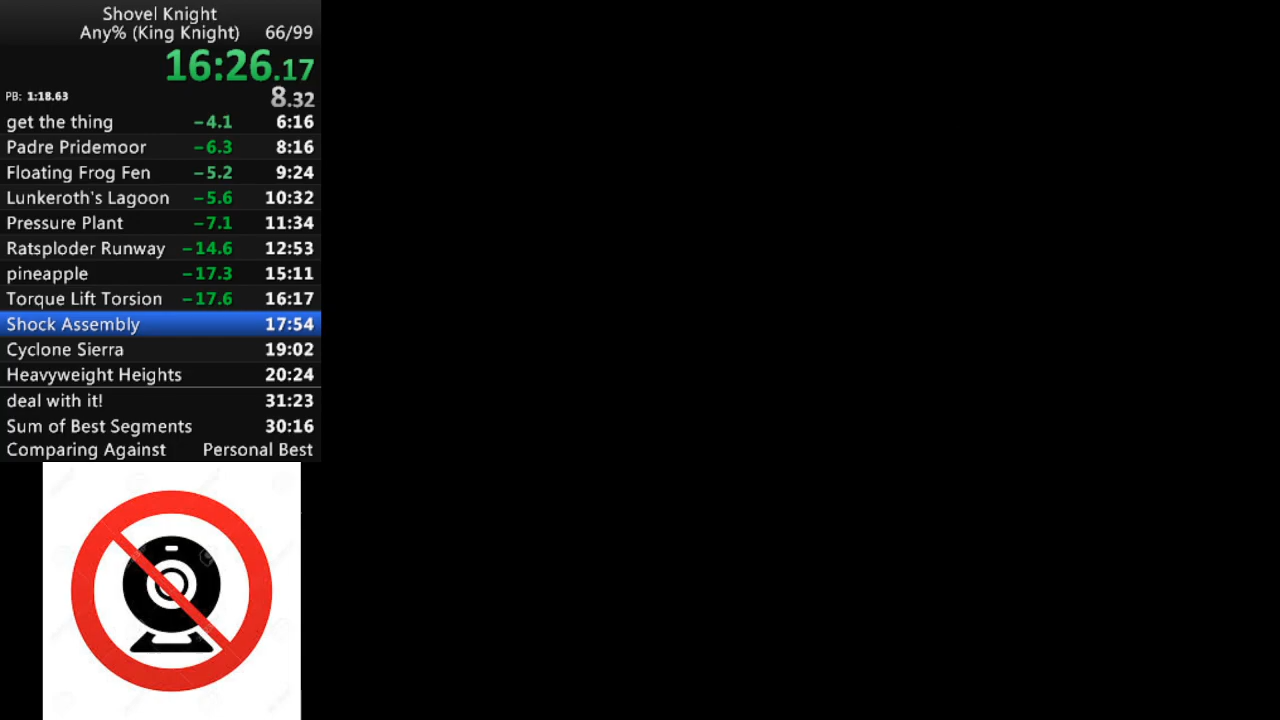 Shovel Knight
Any% (King Knight) 66/99
16:26.17
PB: 1:18.63 8.32
get the thing -4.1 6:16
Padre Pridemoor -6.3 8:16
Floating Frog Fen -5.2 9:24
Lunkeroth's Lagoon -5.6 10:32
Pressure Plant -7.1 11:34
Ratsploder Runway -14.6 12:53
pineapple -17.3 15:11
Torque Lift Torsion -17.6 16:17
Shock Assembly 17:54
Cyclone Sierra 19:02
Heavyweight Heights 20:24
deal with it! 31:23
Sum of Best Segments 30:16
Comparing Against Personal Best